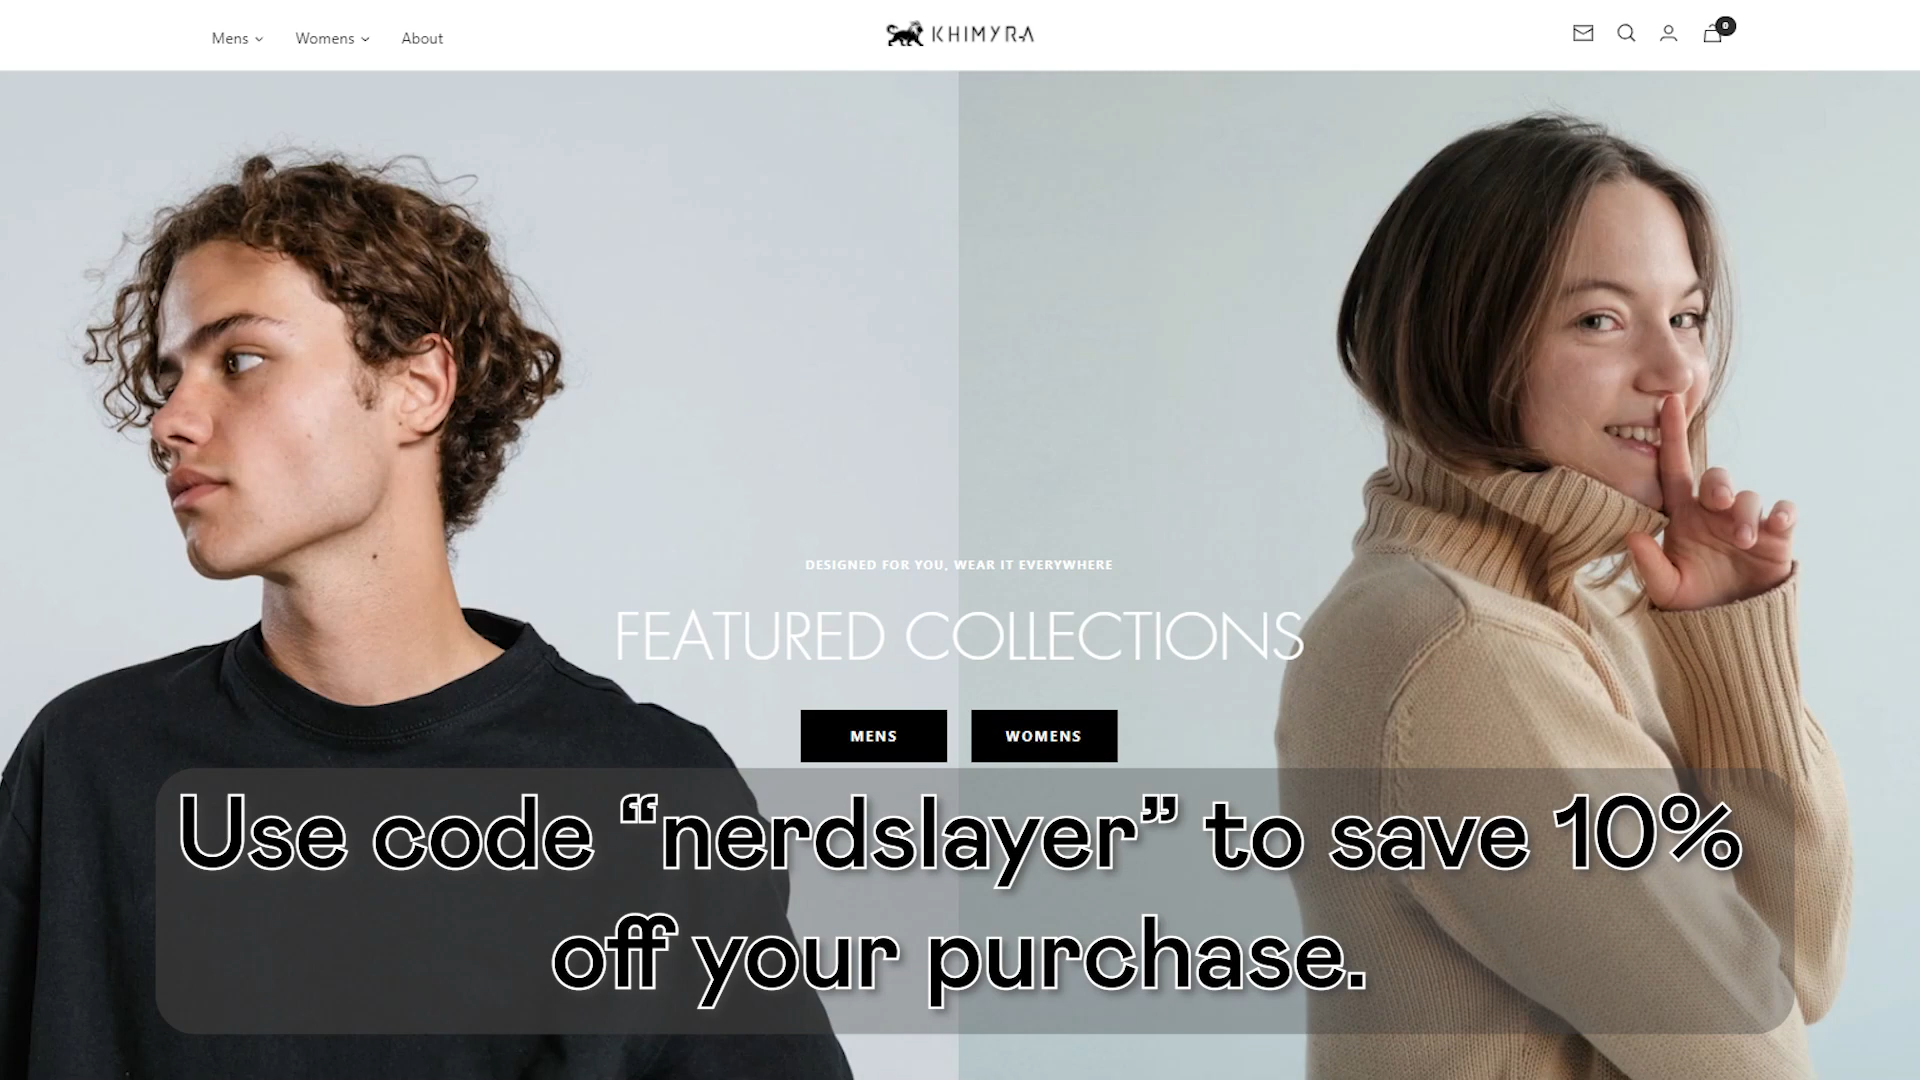 Mens
Womens
About
KHIMYRA
0
DESIGNED FOR YOU, WEAR IT EVERYWHERE
FEATURED COLLECTIONS
MENS
WOMENS
Use code “nerdslayer” to save 10%
off your purchase.